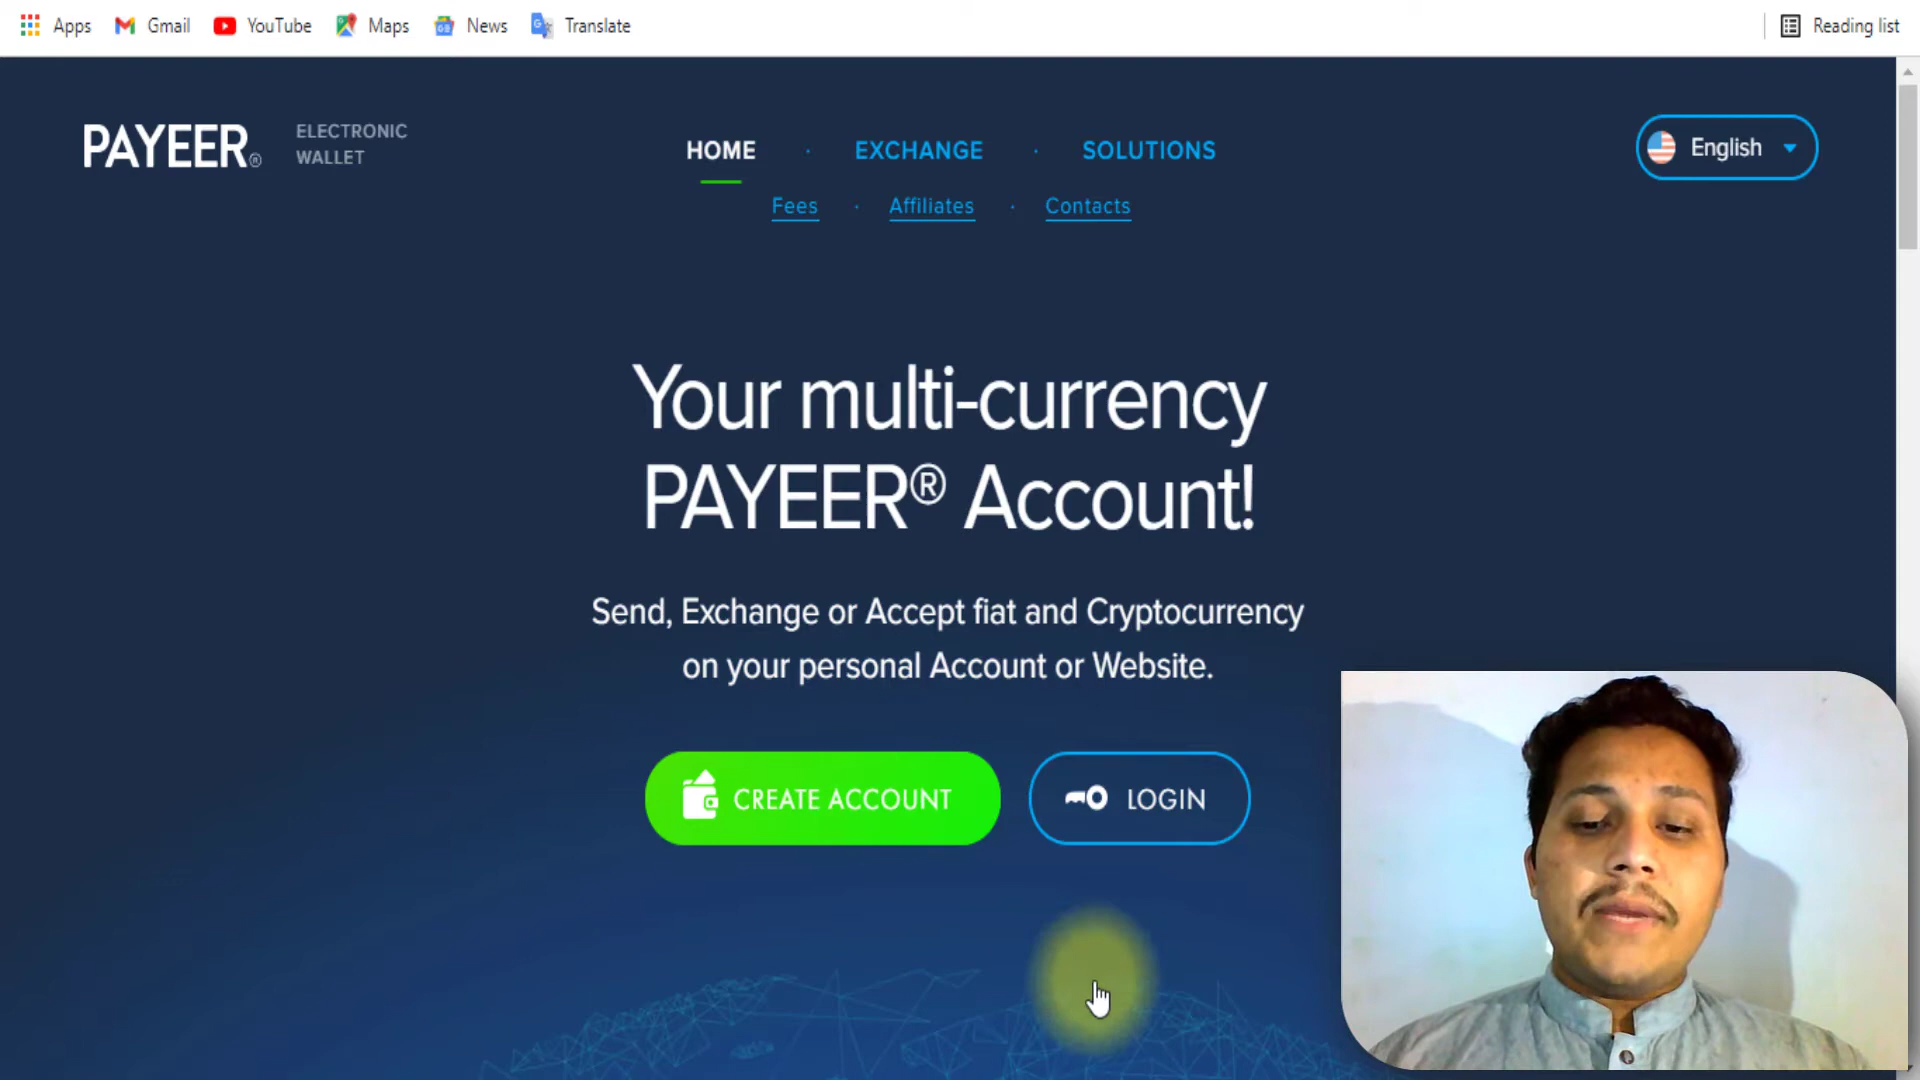 Apps Gmail YouTube Maps News Translate Reading list
PAYEER® ELECTRONIC
WALLET
HOME · EXCHANGE · SOLUTIONS
English
Fees · Affiliates · Contacts
Your multi-currency
PAYEER® Account!
Send, Exchange or Accept fiat and Cryptocurrency
on your personal Account or Website.
CREATE ACCOUNT LOGIN